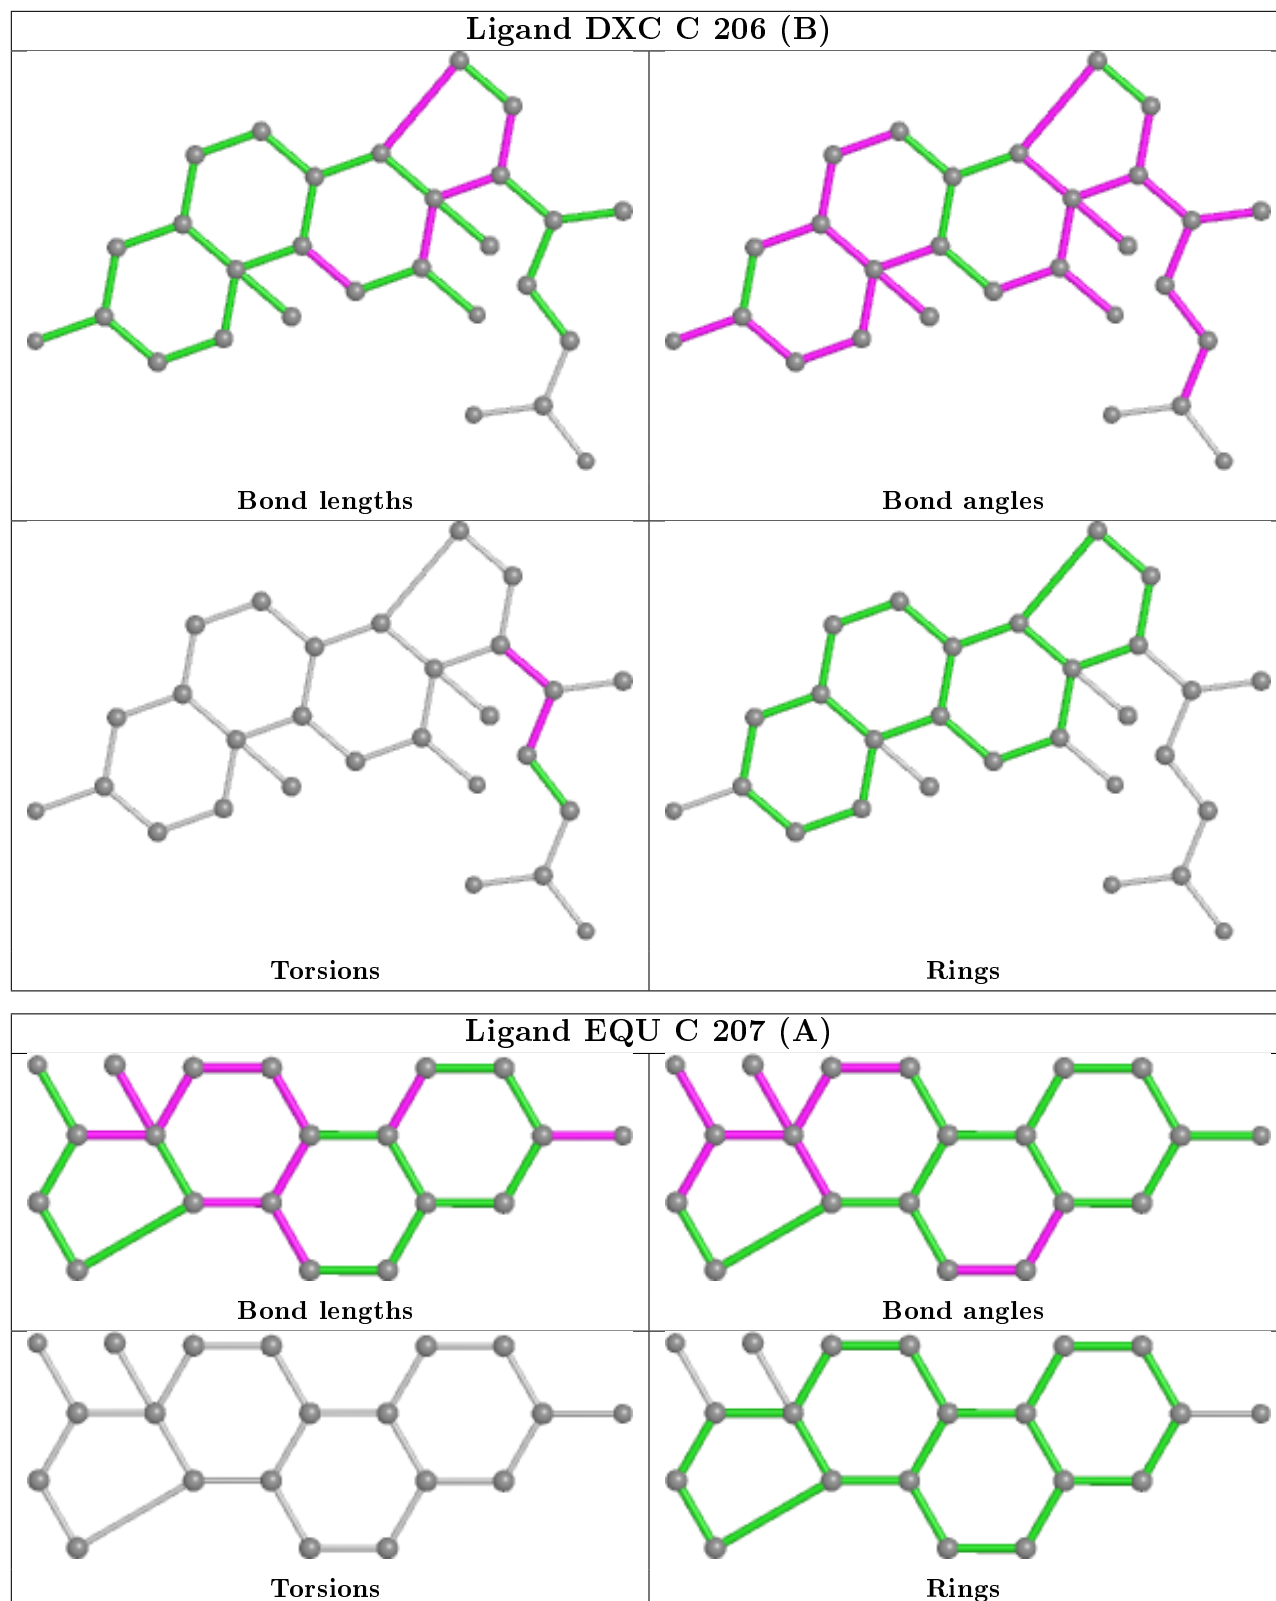 Ligand DXC C 206 (B)
Bond lengths
Bond angles
Torsions
Rings
Ligand EQU C 207 (A)
Bond lengths
Bond angles
Torsions
Rings